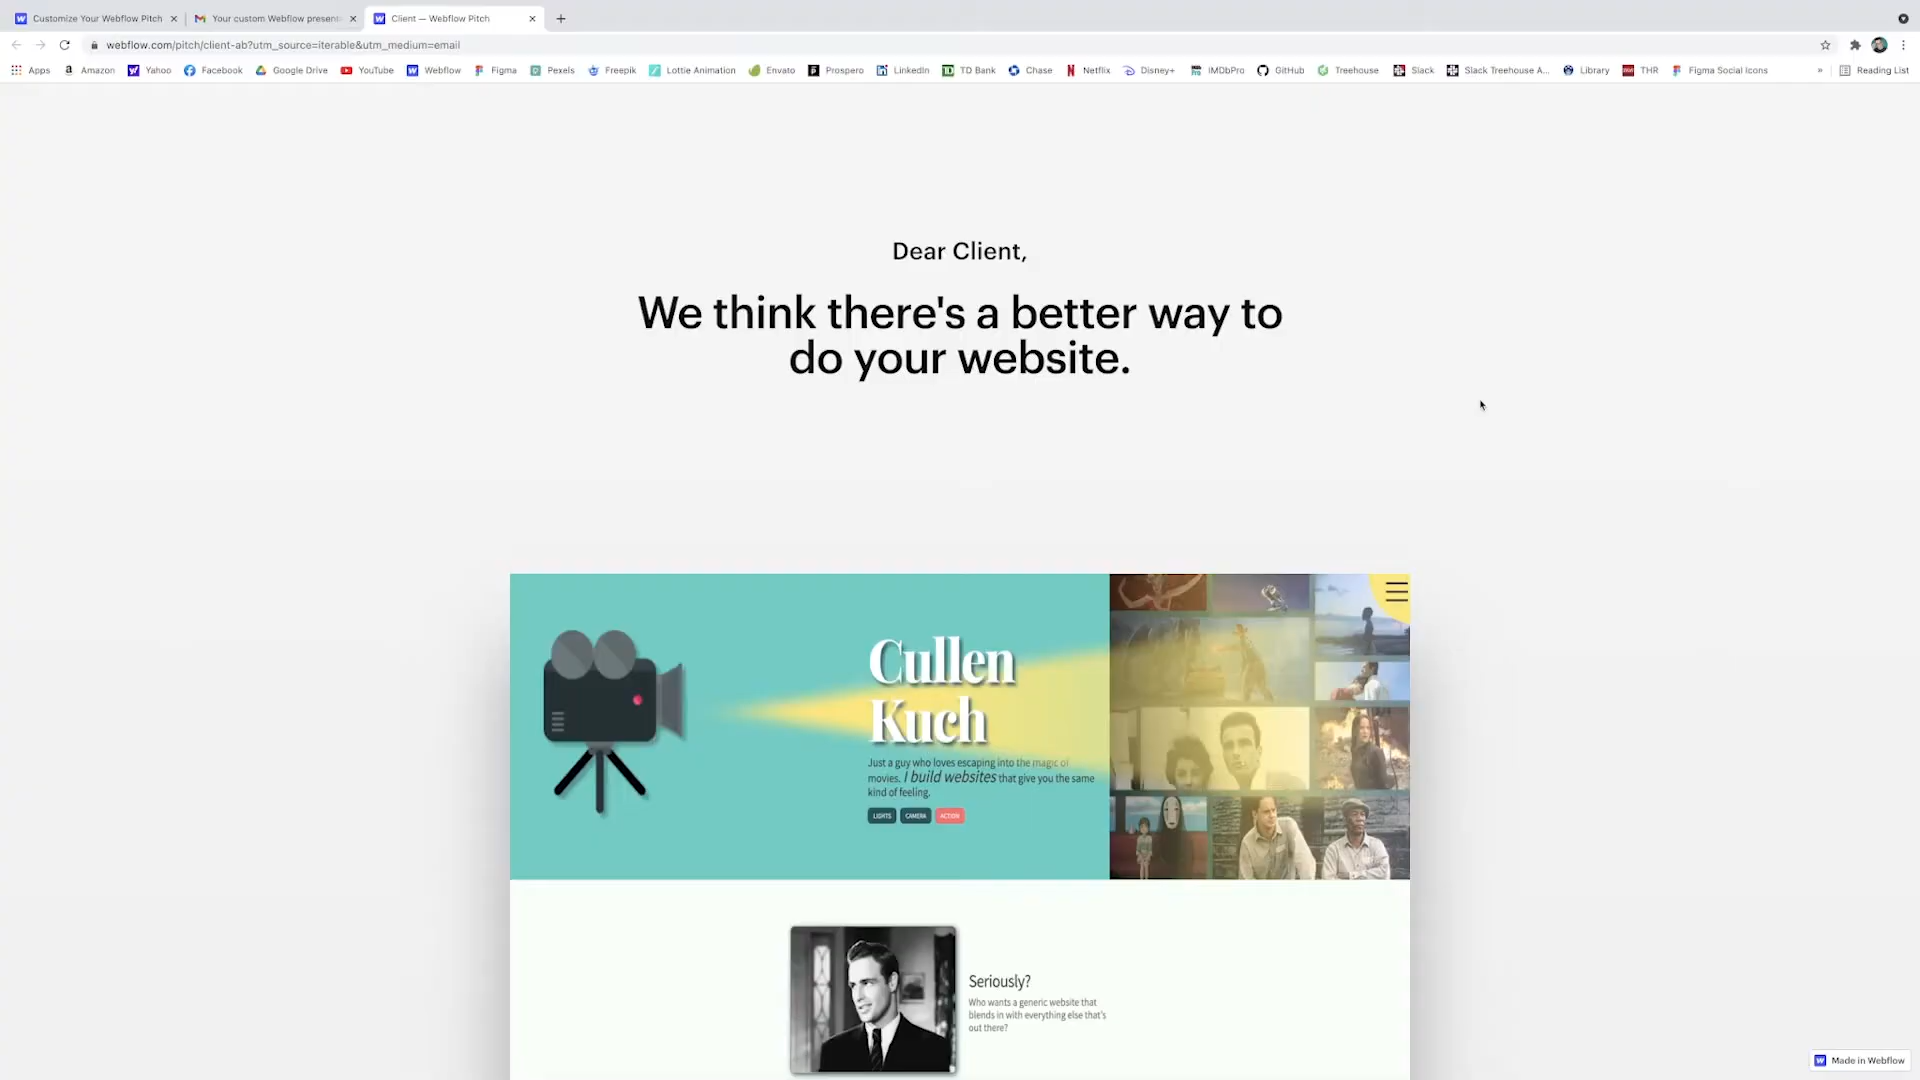 Customize Your Webflow Pitch
Your custom Webflow present
Client — Webflow Pitch
webflow.com/pitch/client-ab?utm_source=iterable&utm_medium=email
Apps
Amazon
Yahoo
Facebook
Google Drive
YouTube
Webflow
Figma
Pexels
Freepik
Lottie Animation
Envato
Prospero
LinkedIn
TD Bank
Chase
Netflix
Disney+
IMDbPro
GitHub
Treehouse
Slack
Slack Treehouse A...
Library
THR
Figma Social Icons
»
Reading List
Dear Client,
We think there's a better way to
do your website.
Cullen
Kuch
Just a guy who loves escaping into the magic of
movies. I build websites that give you the same
kind of feeling.
LIGHTS
CAMERA
ACTION
Seriously?
Who wants a generic website that
blends in with everything else that's
out there?
Made in Webflow